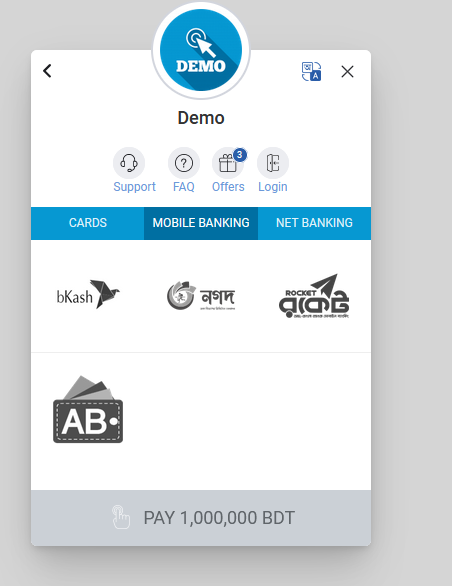 DEMO
Demo
3
Support FAQ Offers Login
CARDS MOBILE BANKING NET BANKING
bKash নগদ ROCKET
রকেট
AB
PAY 1,000,000 BDT